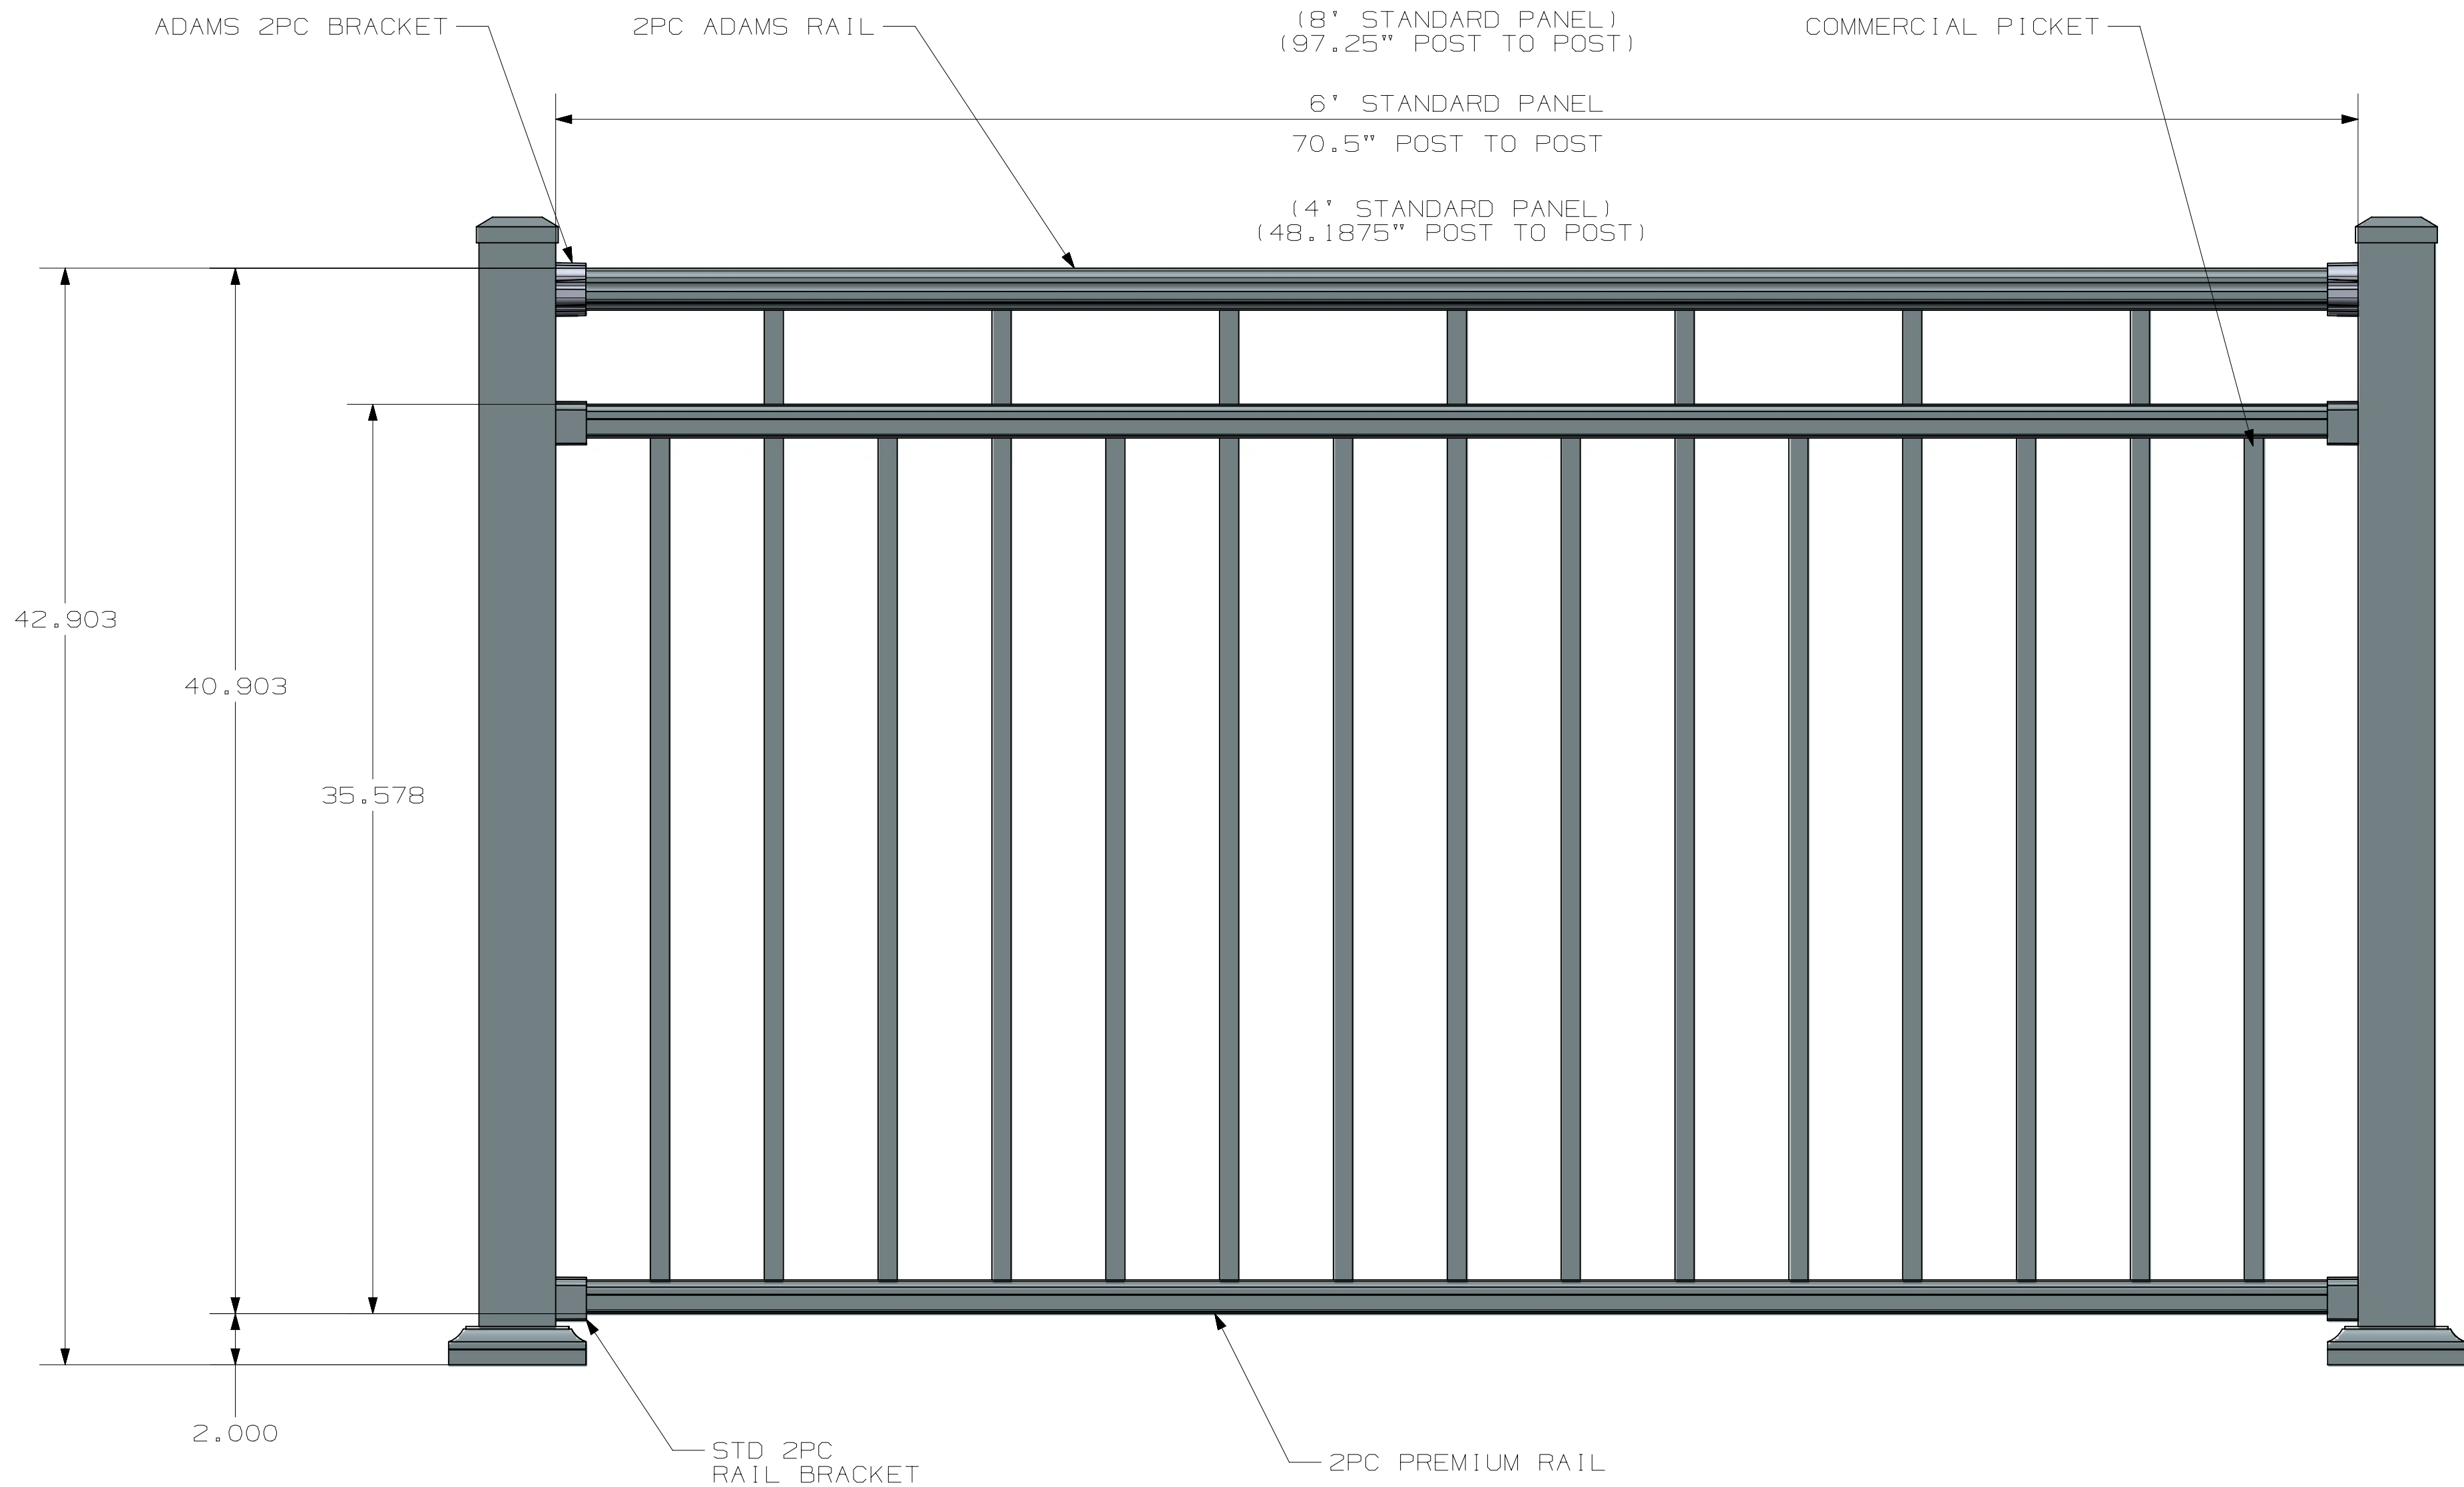 ADAMS 2PC BRACKET
2PC ADAMS RAIL
(8' STANDARD PANEL)
(97.25" POST TO POST)
COMMERCIAL PICKET
6' STANDARD PANEL
70.5" POST TO POST
(4' STANDARD PANEL)
(48.1875" POST TO POST)
42.903
40.903
35.578
2.000
STD 2PC
RAIL BRACKET
2PC PREMIUM RAIL